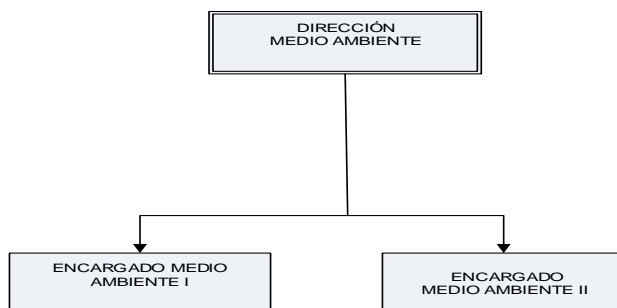 DIRECCIÓN
MEDIO AMBIENTE
ENCARGADO MEDIO
AMBIENTE I
ENCARGADO
MEDIO AMBIENTE II